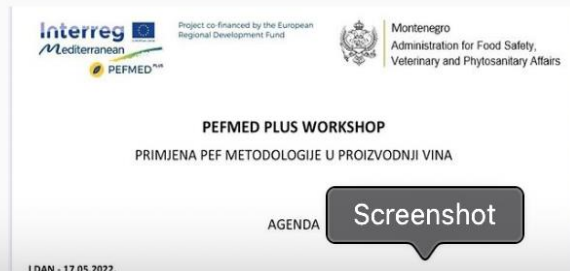 Interreg
Mediterranean
PEFMED PLUS
Project co-financed by the European
Regional Development Fund
Montenegro
Administration for Food Safety,
Veterinary and Phytosanitary Affairs
PEFMED PLUS WORKSHOP
PRIMJENA PEF METODOLOGIJE U PROIZVODNJI VINA
AGENDA
Screenshot
I DAN - 17.05.2022